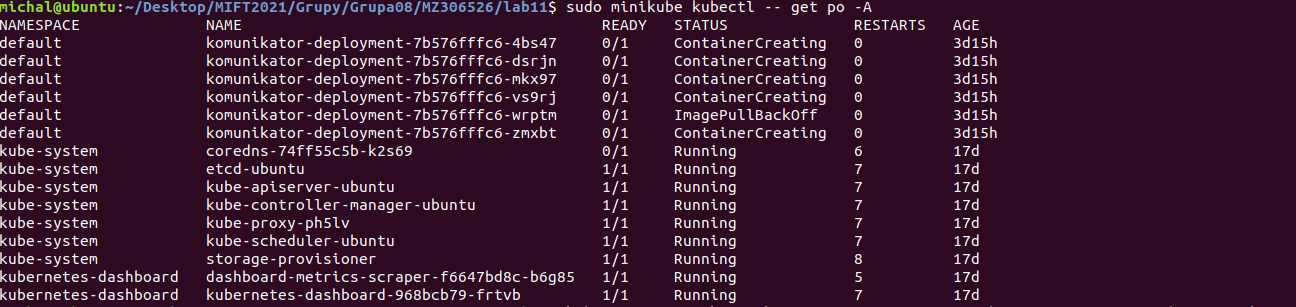 michal@ubuntu:~/Desktop/MIFT2021/Grupy/Grupa08/MZ306526/lab11$ sudo minikube kubectl -- get po -A
NAMESPACE NAME READY STATUS RESTARTS AGE
default komunikator-deployment-7b576fffc6-4bs47 0/1 ContainerCreating 0 3d15h
default komunikator-deployment-7b576fffc6-dsrjn 0/1 ContainerCreating 0 3d15h
default komunikator-deployment-7b576fffc6-mkx97 0/1 ContainerCreating 0 3d15h
default komunikator-deployment-7b576fffc6-vs9rj 0/1 ContainerCreating 0 3d15h
default komunikator-deployment-7b576fffc6-wrptm 0/1 ImagePullBackOff 0 3d15h
default komunikator-deployment-7b576fffc6-zmxbt 0/1 ContainerCreating 0 3d15h
kube-system coredns-74ff55c5b-k2s69 0/1 Running 6 17d
kube-system etcd-ubuntu 1/1 Running 7 17d
kube-system kube-apiserver-ubuntu 1/1 Running 7 17d
kube-system kube-controller-manager-ubuntu 1/1 Running 7 17d
kube-system kube-proxy-ph5lv 1/1 Running 7 17d
kube-system kube-scheduler-ubuntu 1/1 Running 7 17d
kube-system storage-provisioner 1/1 Running 8 17d
kubernetes-dashboard dashboard-metrics-scraper-f6647bd8c-b6g85 1/1 Running 5 17d
kubernetes-dashboard kubernetes-dashboard-968bcb79-frtvb 1/1 Running 7 17d